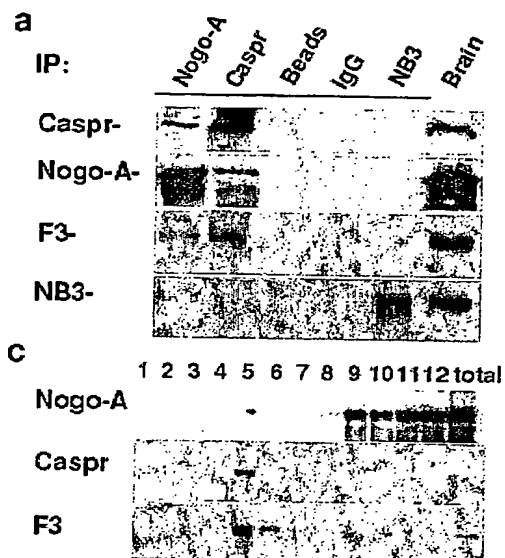 a
IP: Nogo-A Caspr Beads IgG NB3 Brain
Caspr-
Nogo-A-
F3-
NB3-
c
1 2 3 4 5 6 7 8 9 10 11 12 total
Nogo-A
Caspr
F3